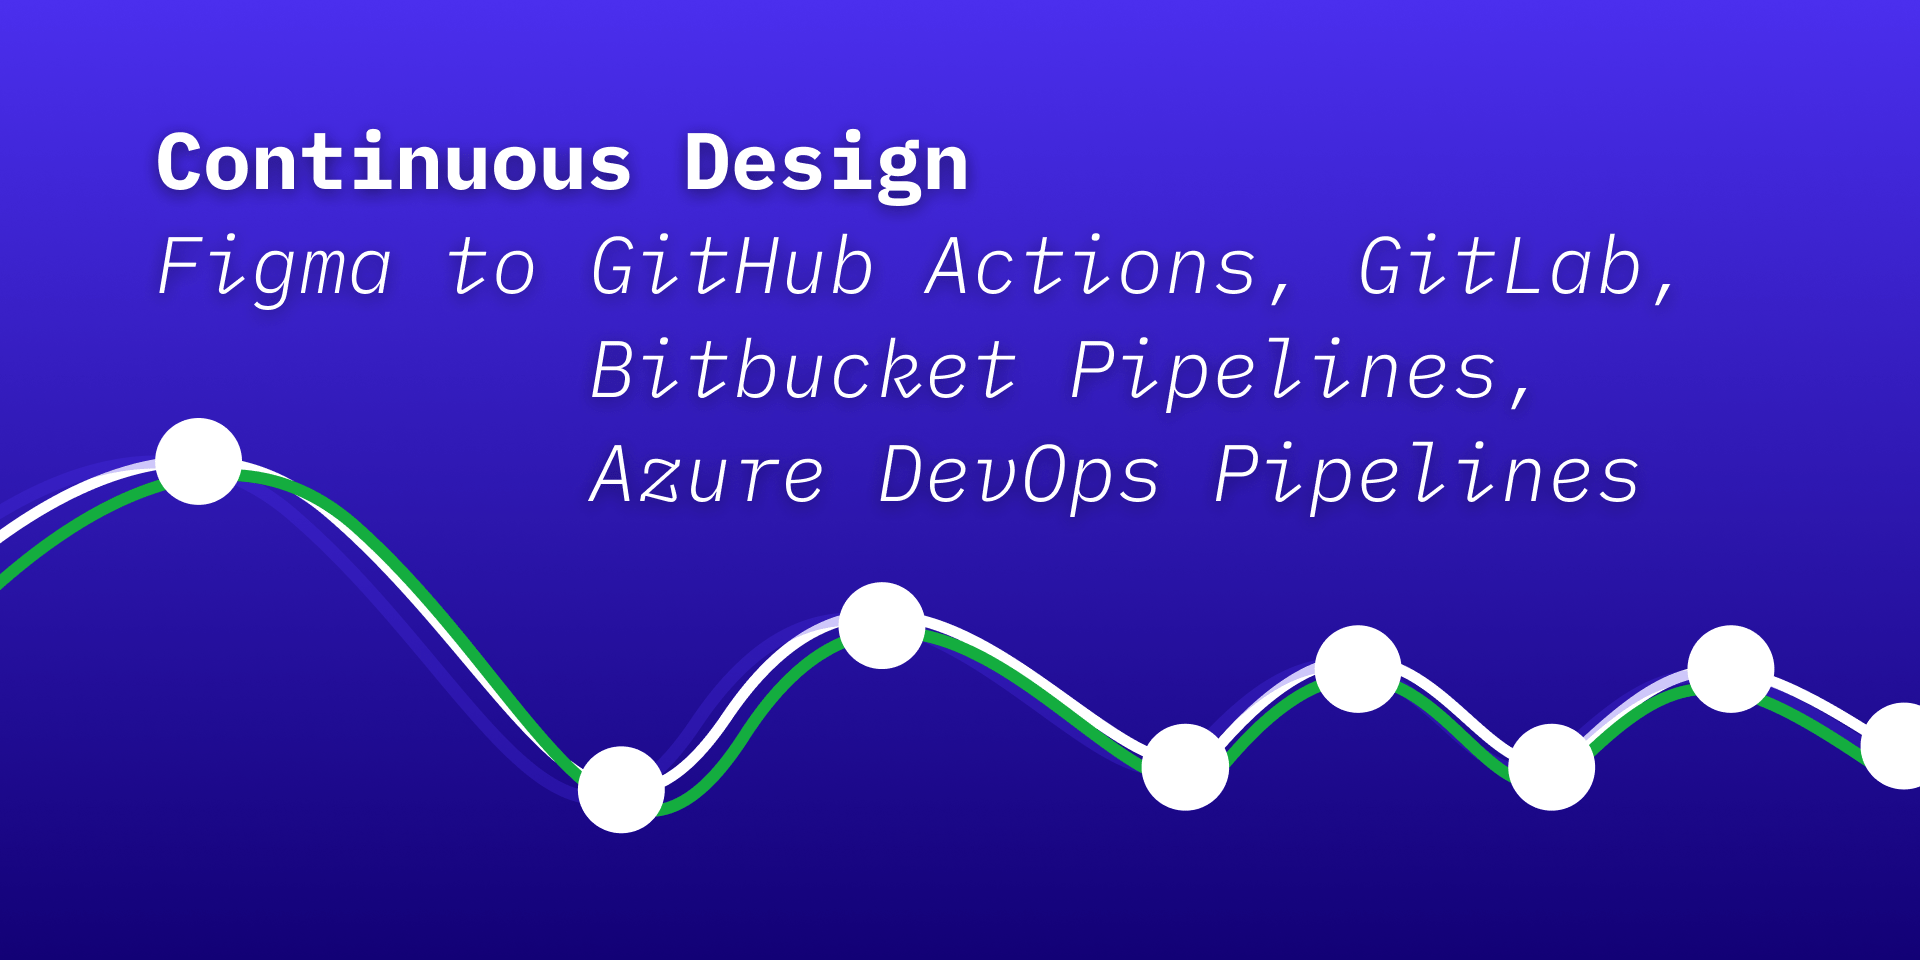 Continuous Design
Figma to GitHub Actions, GitLab,
Bitbucket Pipelines,
Azure DevOps Pipelines